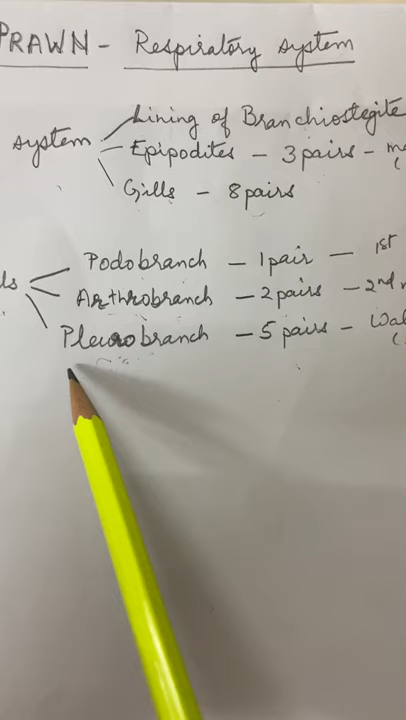 PRAWN - Respiratory system
Lining of Branchiostegite
system
Epipodites - 3 pairs -
Gills - 8 pairs
Podobranch - 1 pair - 1st
Arthrobranch - 2 pairs - 2nd
Pleurobranch - 5 pairs -